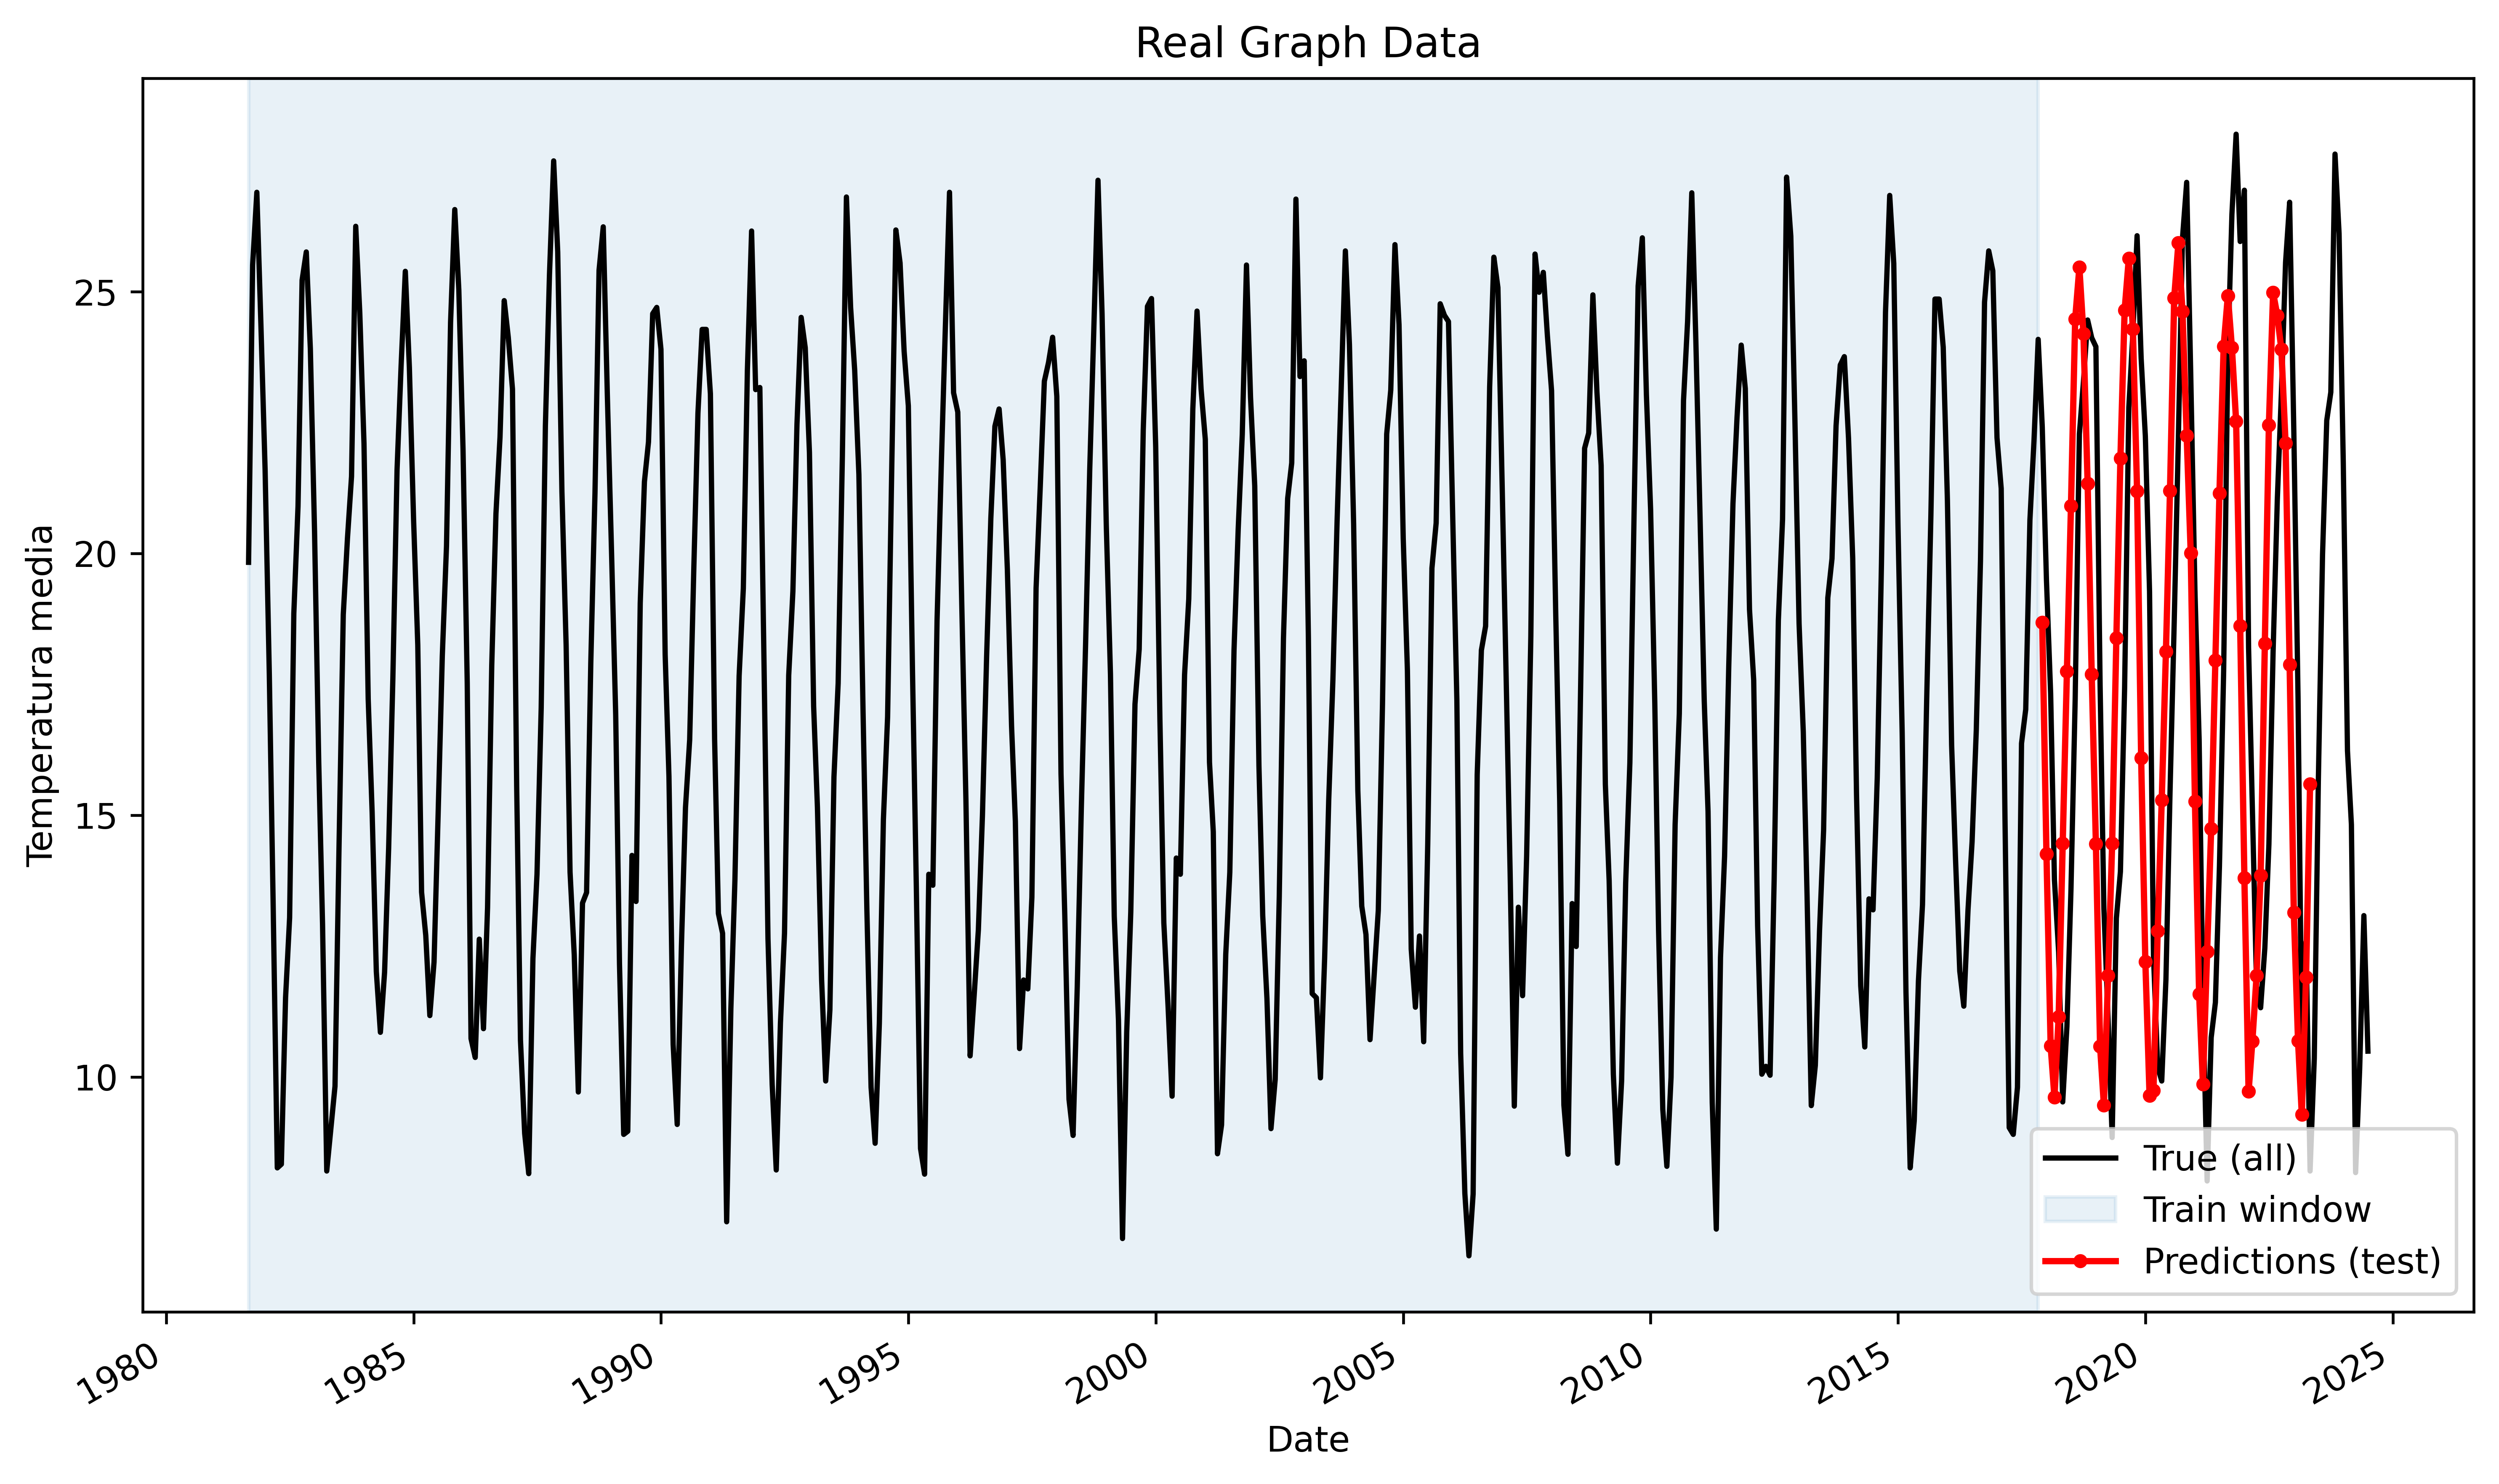 Real Graph Data
Temperatura media
25
20
15
10
True (all)
Train window
Predictions (test)
1980
1985
1990
1995
2000
2005
2010
2015
2020
2025
Date